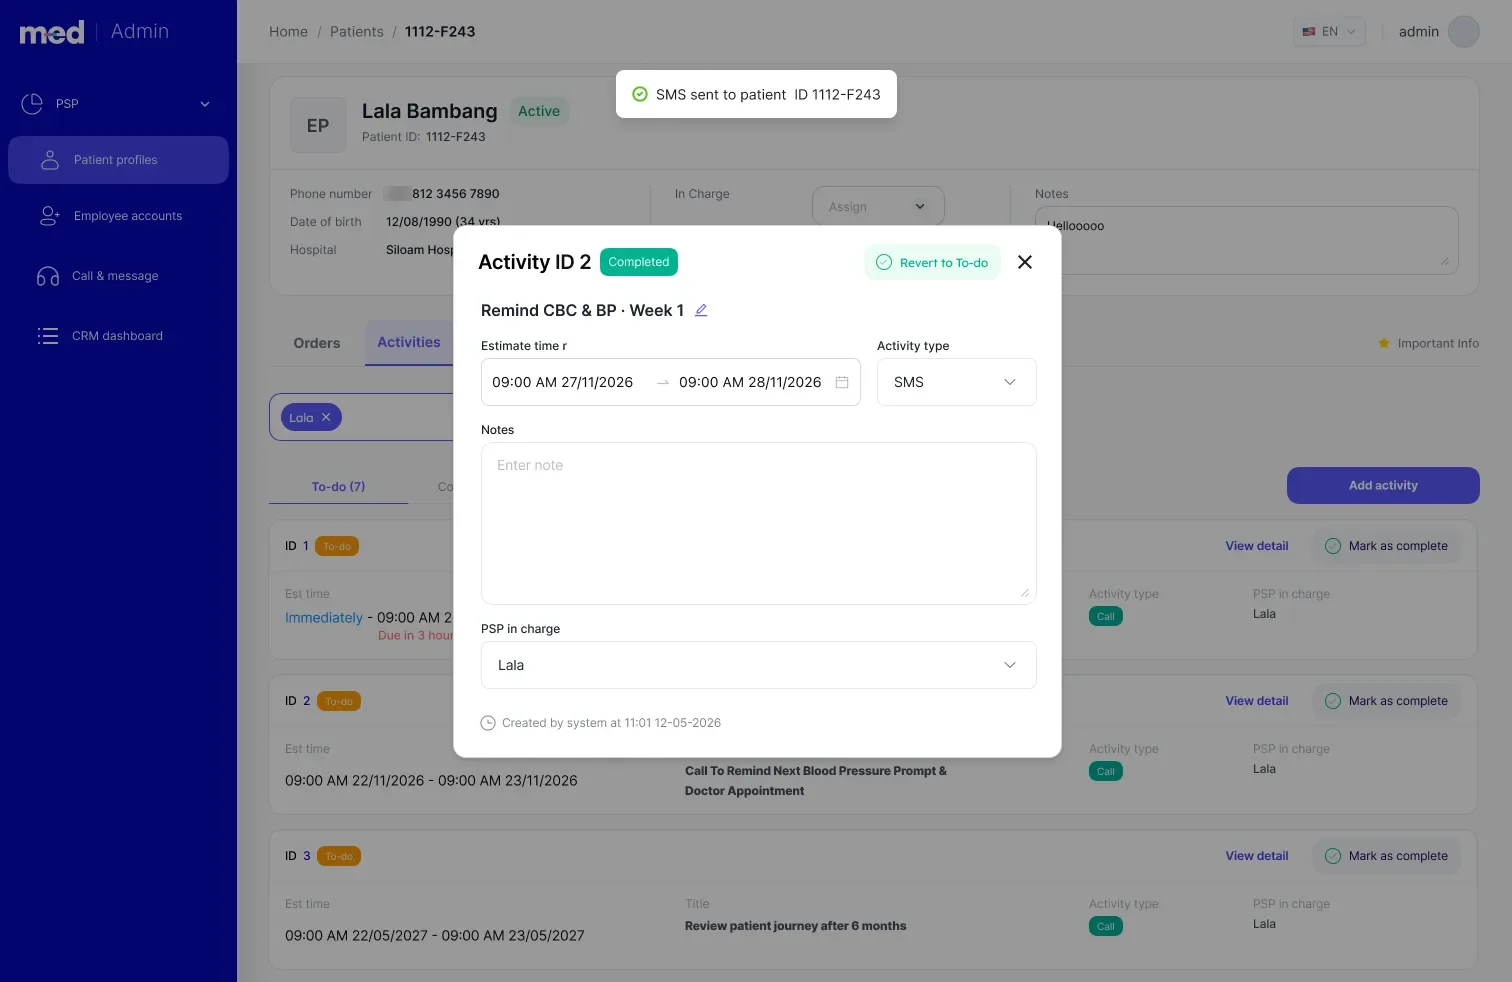 med | Admin
Home / Patients / 1112-F243
EN
admin
PSP
Patient profiles
Employee accounts
Call & message
CRM dashboard
SMS sent to patient ID 1112-F243
EP
Lala Bambang
Active
Patient ID: 1112-F243
Phone number
812 3456 7890
In Charge
Assign
Notes
Date of birth
12/08/1990 (34 yrs)
Hellooooo
Hospital
Siloam Hosp
Activity ID 2
Completed
Revert to To-do
Remind CBC & BP · Week 1
Estimate time r
Activity type
09:00 AM 27/11/2026 → 09:00 AM 28/11/2026
SMS
Notes
Enter note
PSP in charge
Lala
Created by system at 11:01 12-05-2026
Orders
Activities
Important Info
Lala
To-do (7)
Co
Add activity
ID 1
To-do
View detail
Mark as complete
Est time
Activity type
PSP in charge
Immediately - 09:00 AM 2
Call
Lala
Due in 3 hour
ID 2
To-do
View detail
Mark as complete
Est time
Activity type
PSP in charge
09:00 AM 22/11/2026 - 09:00 AM 23/11/2026
Call To Remind Next Blood Pressure Prompt &
Doctor Appointment
Call
Lala
ID 3
To-do
View detail
Mark as complete
Est time
Title
Activity type
PSP in charge
09:00 AM 22/05/2027 - 09:00 AM 23/05/2027
Review patient journey after 6 months
Call
Lala